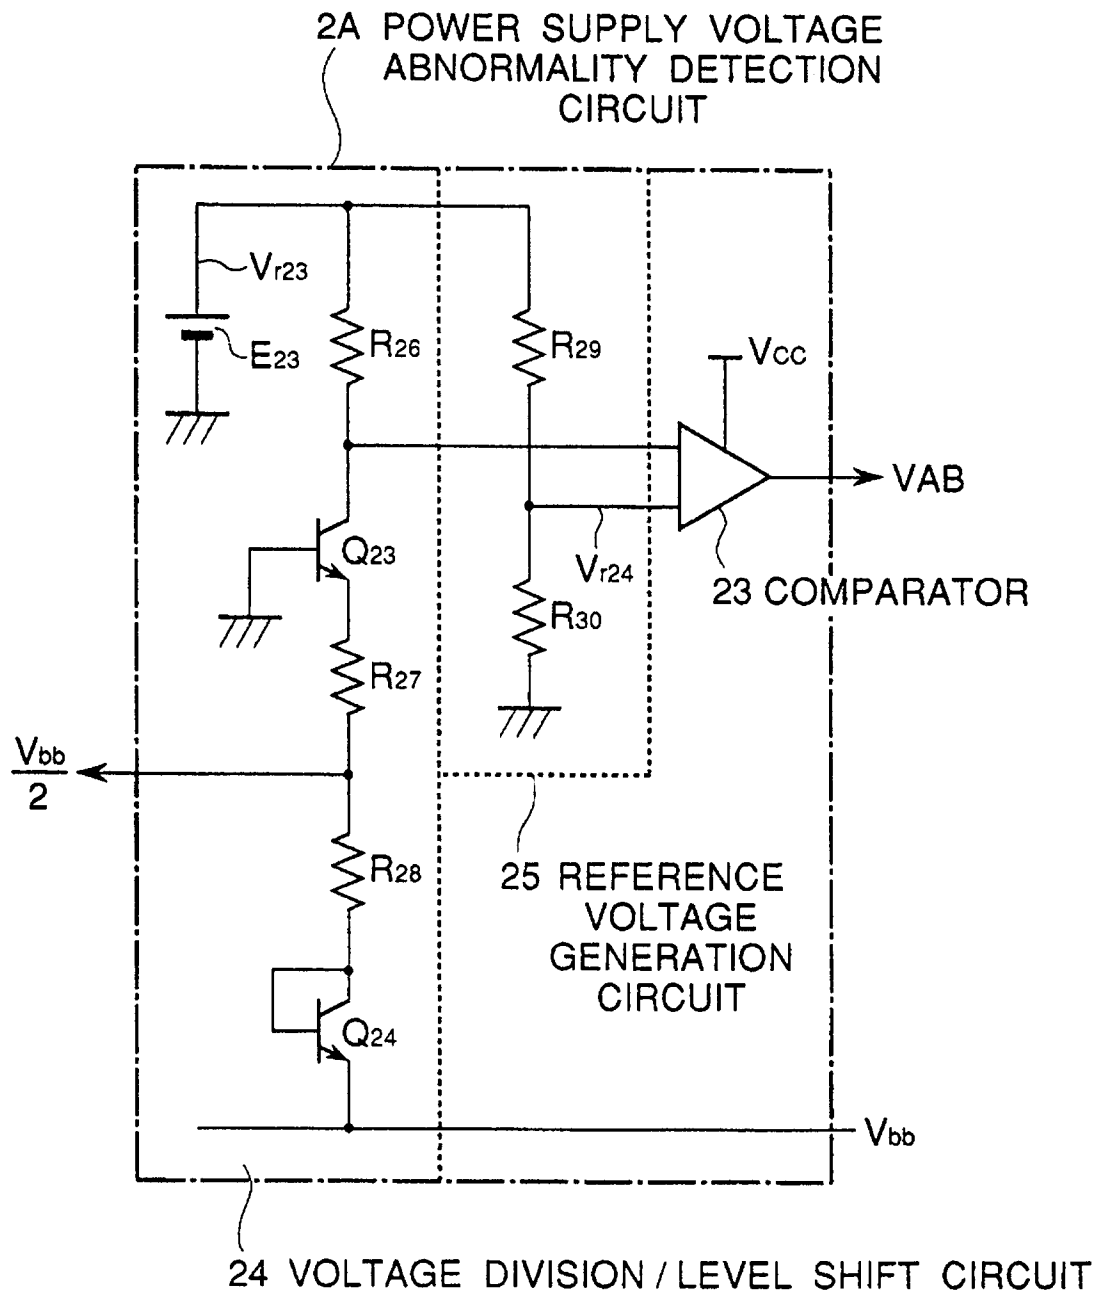 2A POWER SUPPLY VOLTAGE
ABNORMALITY DETECTION
CIRCUIT
Vr23
E23
R26
R29
VCC
VAB
Q23
Vr24
23 COMPARATOR
R30
R27
Vbb
2
R28
25 REFERENCE
VOLTAGE
GENERATION
CIRCUIT
Q24
Vbb
24 VOLTAGE DIVISION / LEVEL SHIFT CIRCUIT